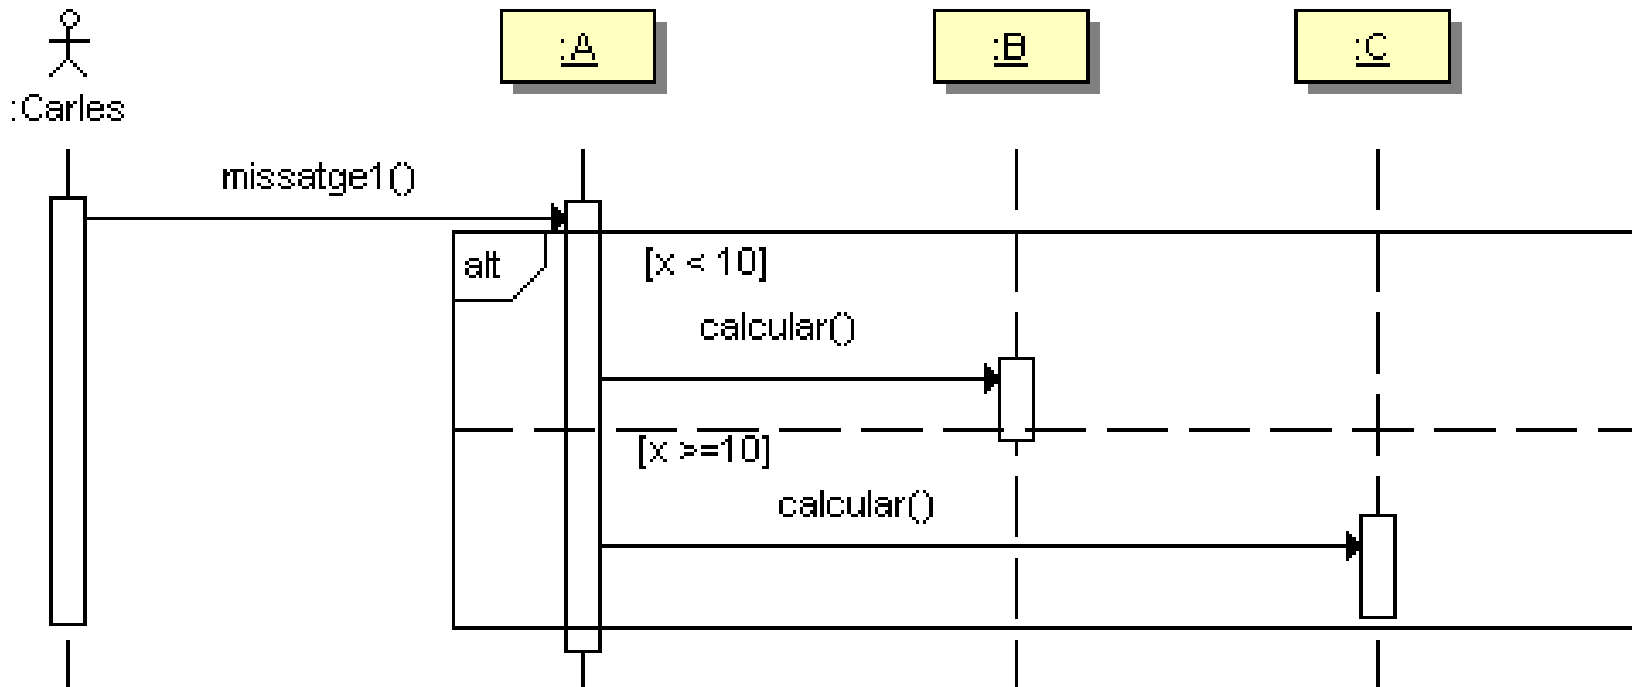 :A
:B
:C
:Carles
missatge1()
alt
[x < 10]
calcular()
[x >=10]
calcular()